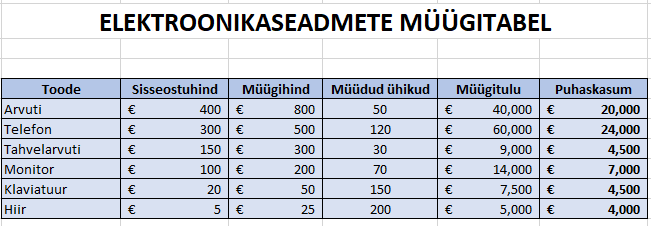 ELEKTROONIKASEADMETE MÜÜGITABEL
Toode Sisseostuhind Müügihind Müüdud ühikud Müügitulu Puhaskasum
Arvuti € 400 € 800 50 € 40,000 € 20,000
Telefon € 300 € 500 120 € 60,000 € 24,000
Tahvelarvuti € 150 € 300 30 € 9,000 € 4,500
Monitor € 100 € 200 70 € 14,000 € 7,000
Klaviatuur € 20 € 50 150 € 7,500 € 4,500
Hiir € 5 € 25 200 € 5,000 € 4,000